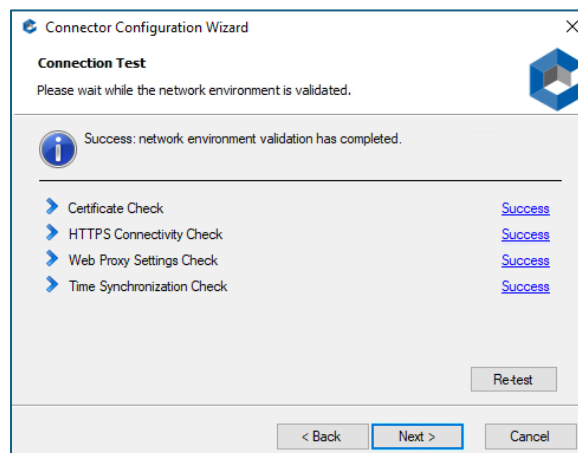 Connector Configuration Wizard
Connection Test
Please wait while the network environment is validated.
Success: network environment validation has completed.
Certificate Check Success
HTTPS Connectivity Check Success
Web Proxy Settings Check Success
Time Synchronization Check Success
Re-test
< Back Next > Cancel